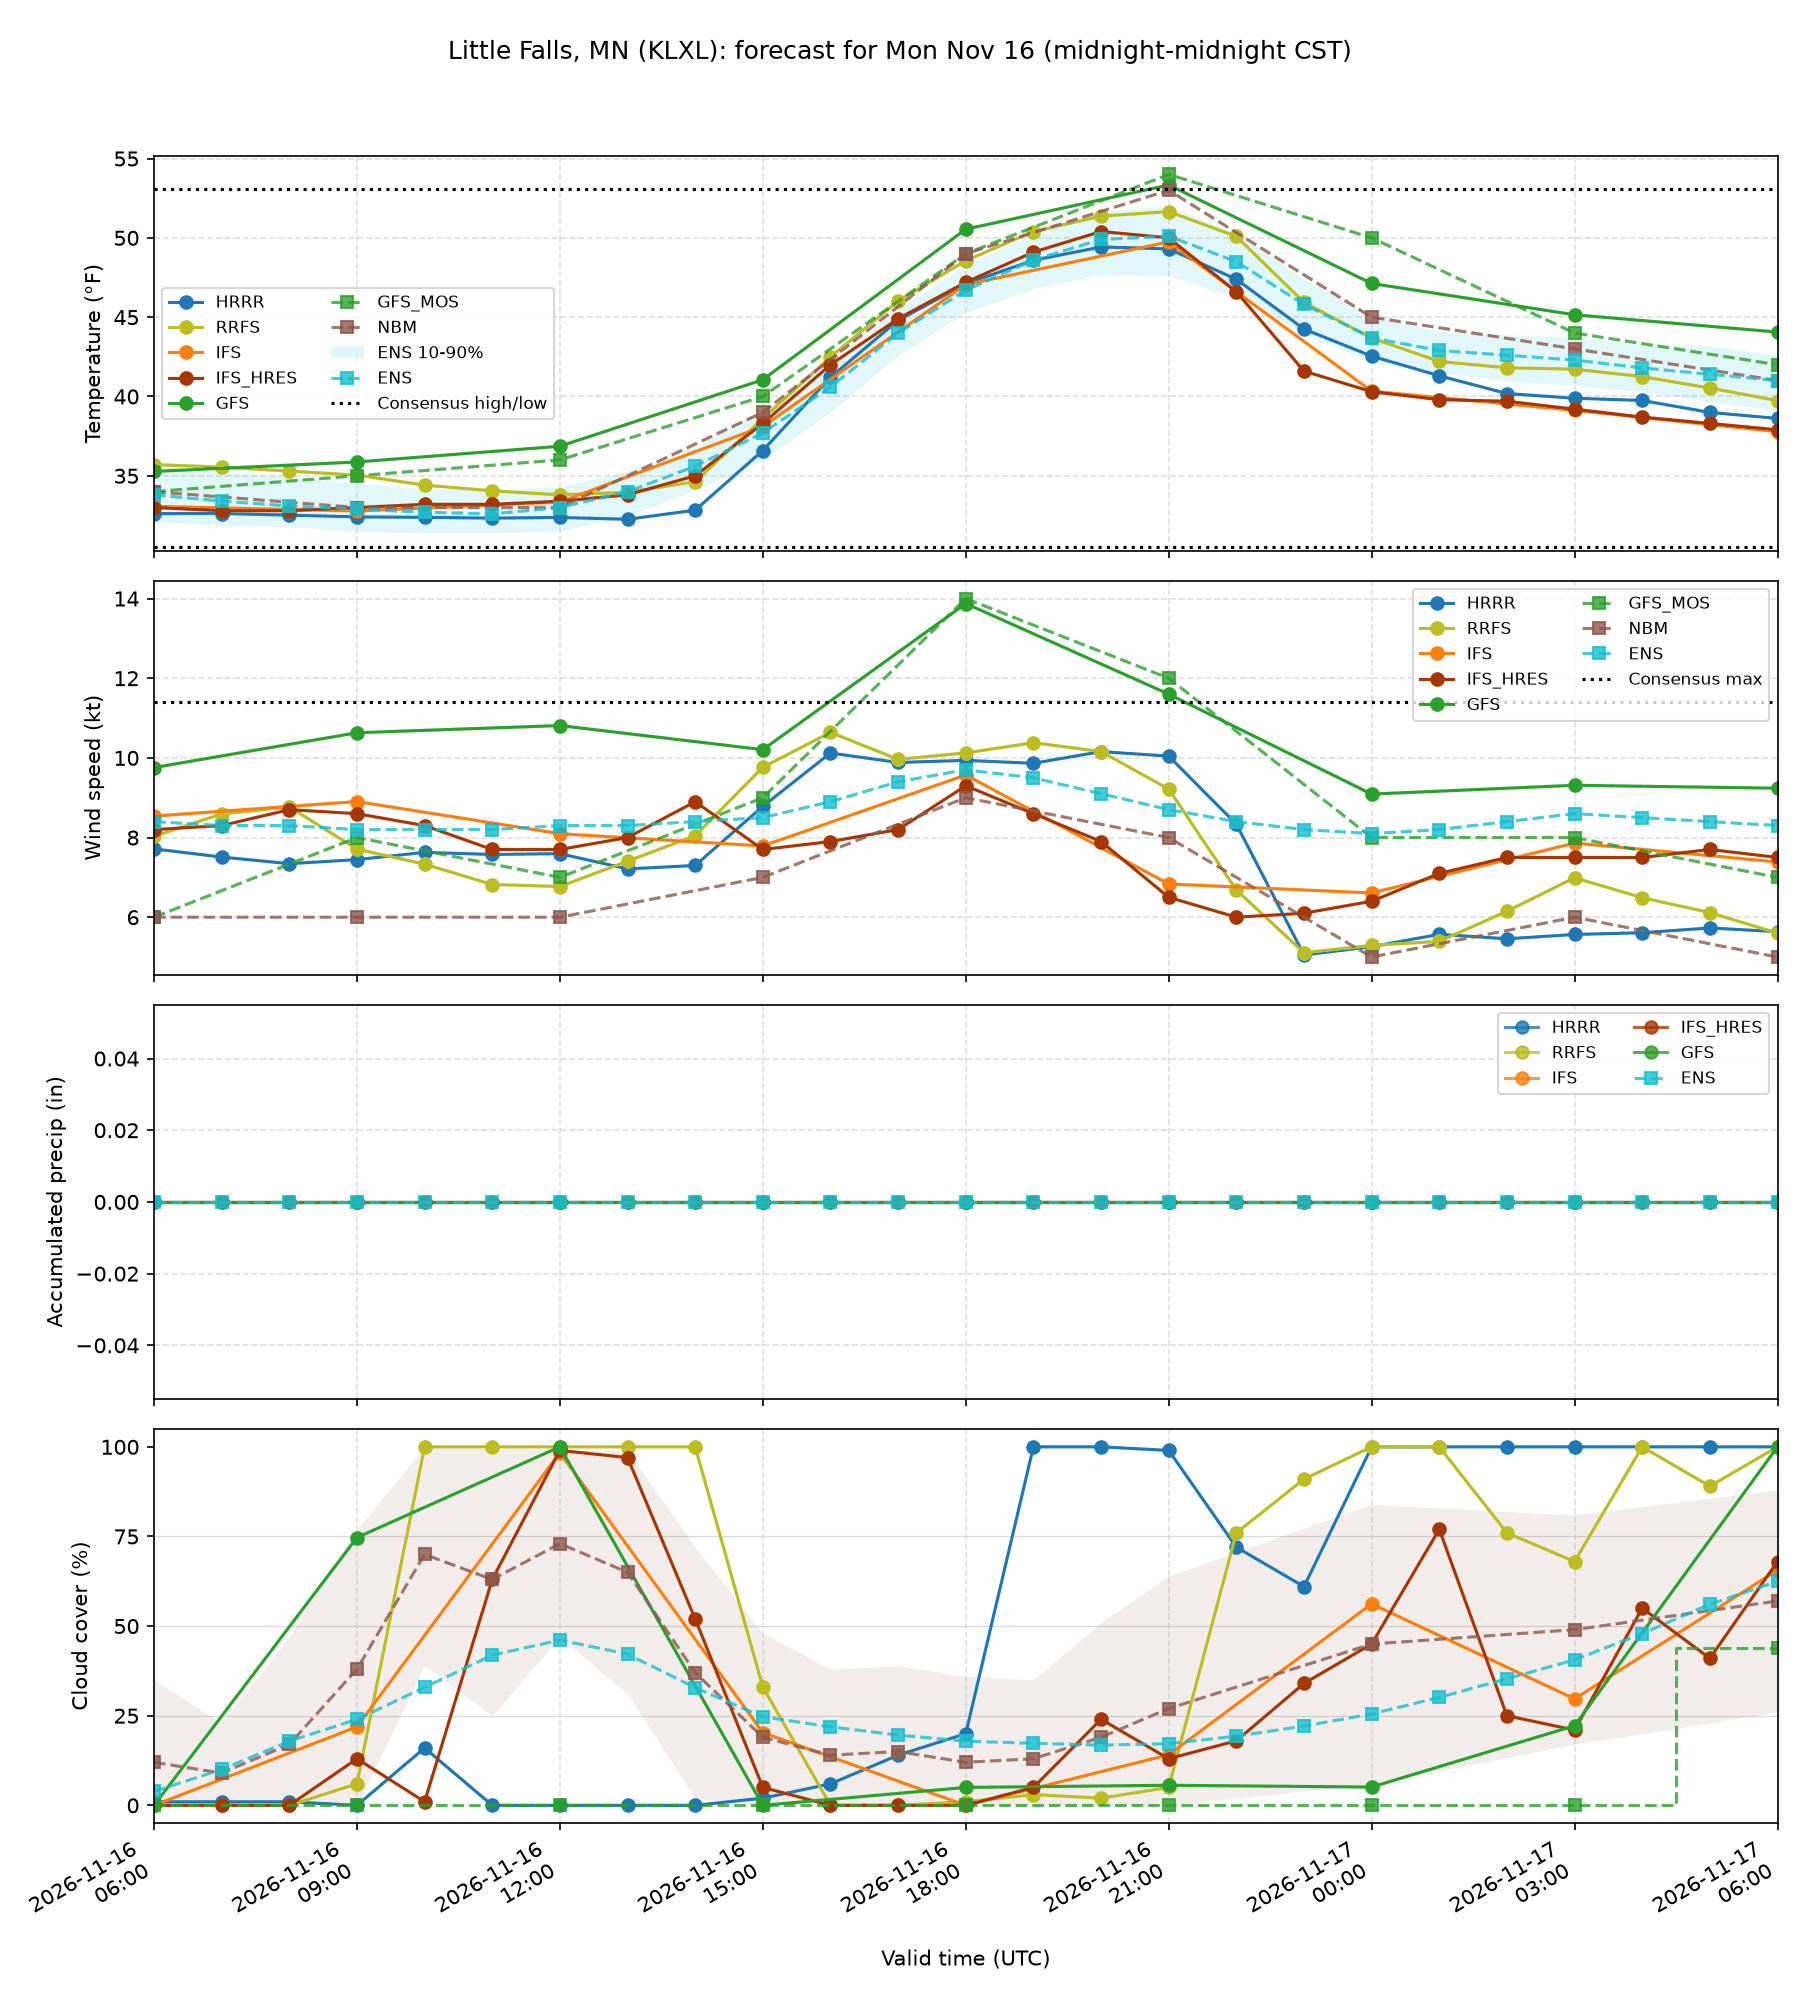 Little Falls, MN (KLXL): forecast for Mon Nov 16 (midnight-midnight CST)
Temperature (°F)
55
50
45
40
35
HRRR
RRFS
IFS
IFS_HRES
GFS
GFS_MOS
NBM
ENS 10-90%
ENS
Consensus high/low
Wind speed (kt)
14
12
10
8
6
HRRR
RRFS
IFS
IFS_HRES
GFS
GFS_MOS
NBM
ENS
Consensus max
Accumulated precip (in)
0.04
0.02
0.00
−0.02
−0.04
HRRR
RRFS
IFS
IFS_HRES
GFS
ENS
Cloud cover (%)
100
75
50
25
0
2026-11-16
06:00
2026-11-16
09:00
2026-11-16
12:00
2026-11-16
15:00
2026-11-16
18:00
2026-11-16
21:00
2026-11-17
00:00
2026-11-17
03:00
2026-11-17
06:00
Valid time (UTC)